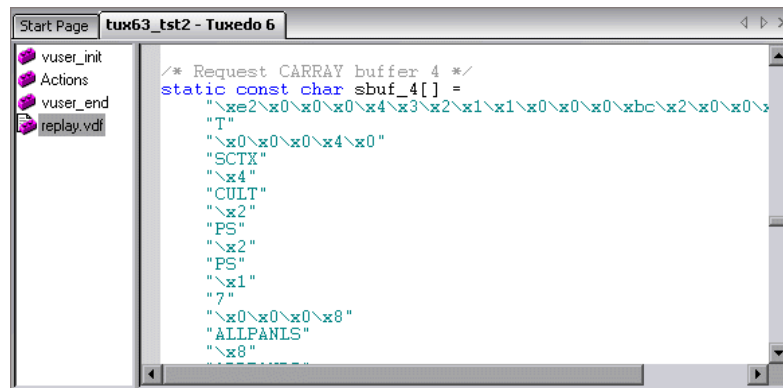 Start Page
tux63_tst2 - Tuxedo 6
vuser_init
Actions
vuser_end
replay.vdf
/* Request CARRAY buffer 4 */
static const char sbuf_4[] =
"\xe2\x0\x0\x0\x4\x3\x2\x1\x1\x0\x0\x0\xbc\x2\x0\x0\x
"T"
"\x0\x0\x0\x4\x0"
"SCTX"
"\x4"
"CULT"
"\x2"
"PS"
"\x2"
"PS"
"\x1"
"7"
"\x0\x0\x0\x8"
"ALLPANLS"
"\x8"